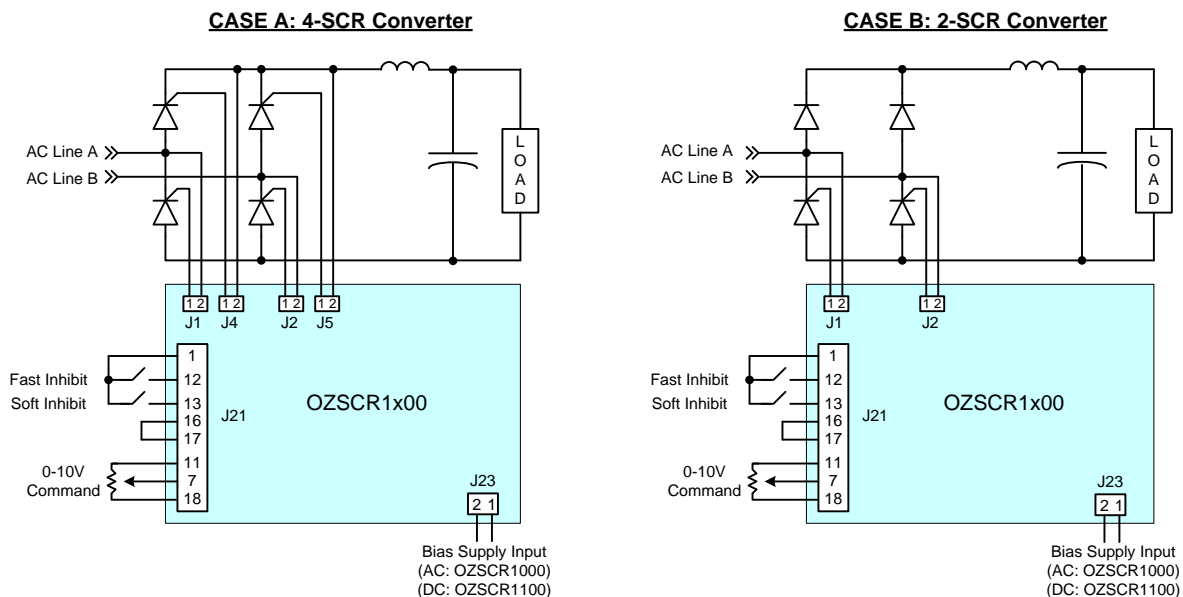 CASE A: 4-SCR Converter
AC Line A
AC Line B
L
O
A
D
1 2
1 2
1 2
1 2
J1
J4
J2
J5
Fast Inhibit
Soft Inhibit
0-10V
Command
1
12
13
16
17
11
7
18
J21
OZSCR1x00
J23
2 1
Bias Supply Input
(AC: OZSCR1000)
(DC: OZSCR1100)
CASE B: 2-SCR Converter
AC Line A
AC Line B
L
O
A
D
1 2
1 2
J1
J2
Fast Inhibit
Soft Inhibit
0-10V
Command
1
12
13
16
17
11
7
18
J21
OZSCR1x00
J23
2 1
Bias Supply Input
(AC: OZSCR1000)
(DC: OZSCR1100)